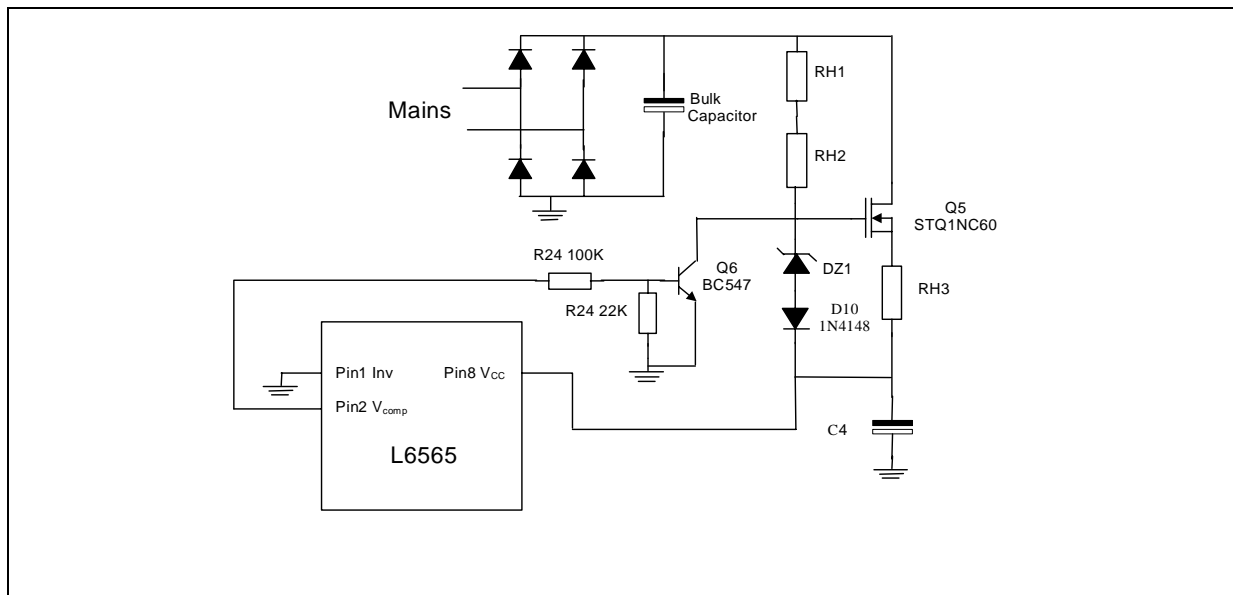 RH1
Bulk
Capacitor
Mains
RH2
Q5
STQ1NC60
R24 100K
Q6
BC547
DZ1
RH3
R24 22K
D10
1N4148
Pin1 Inv
Pin8 VCC
Pin2 Vcomp
C4
L6565